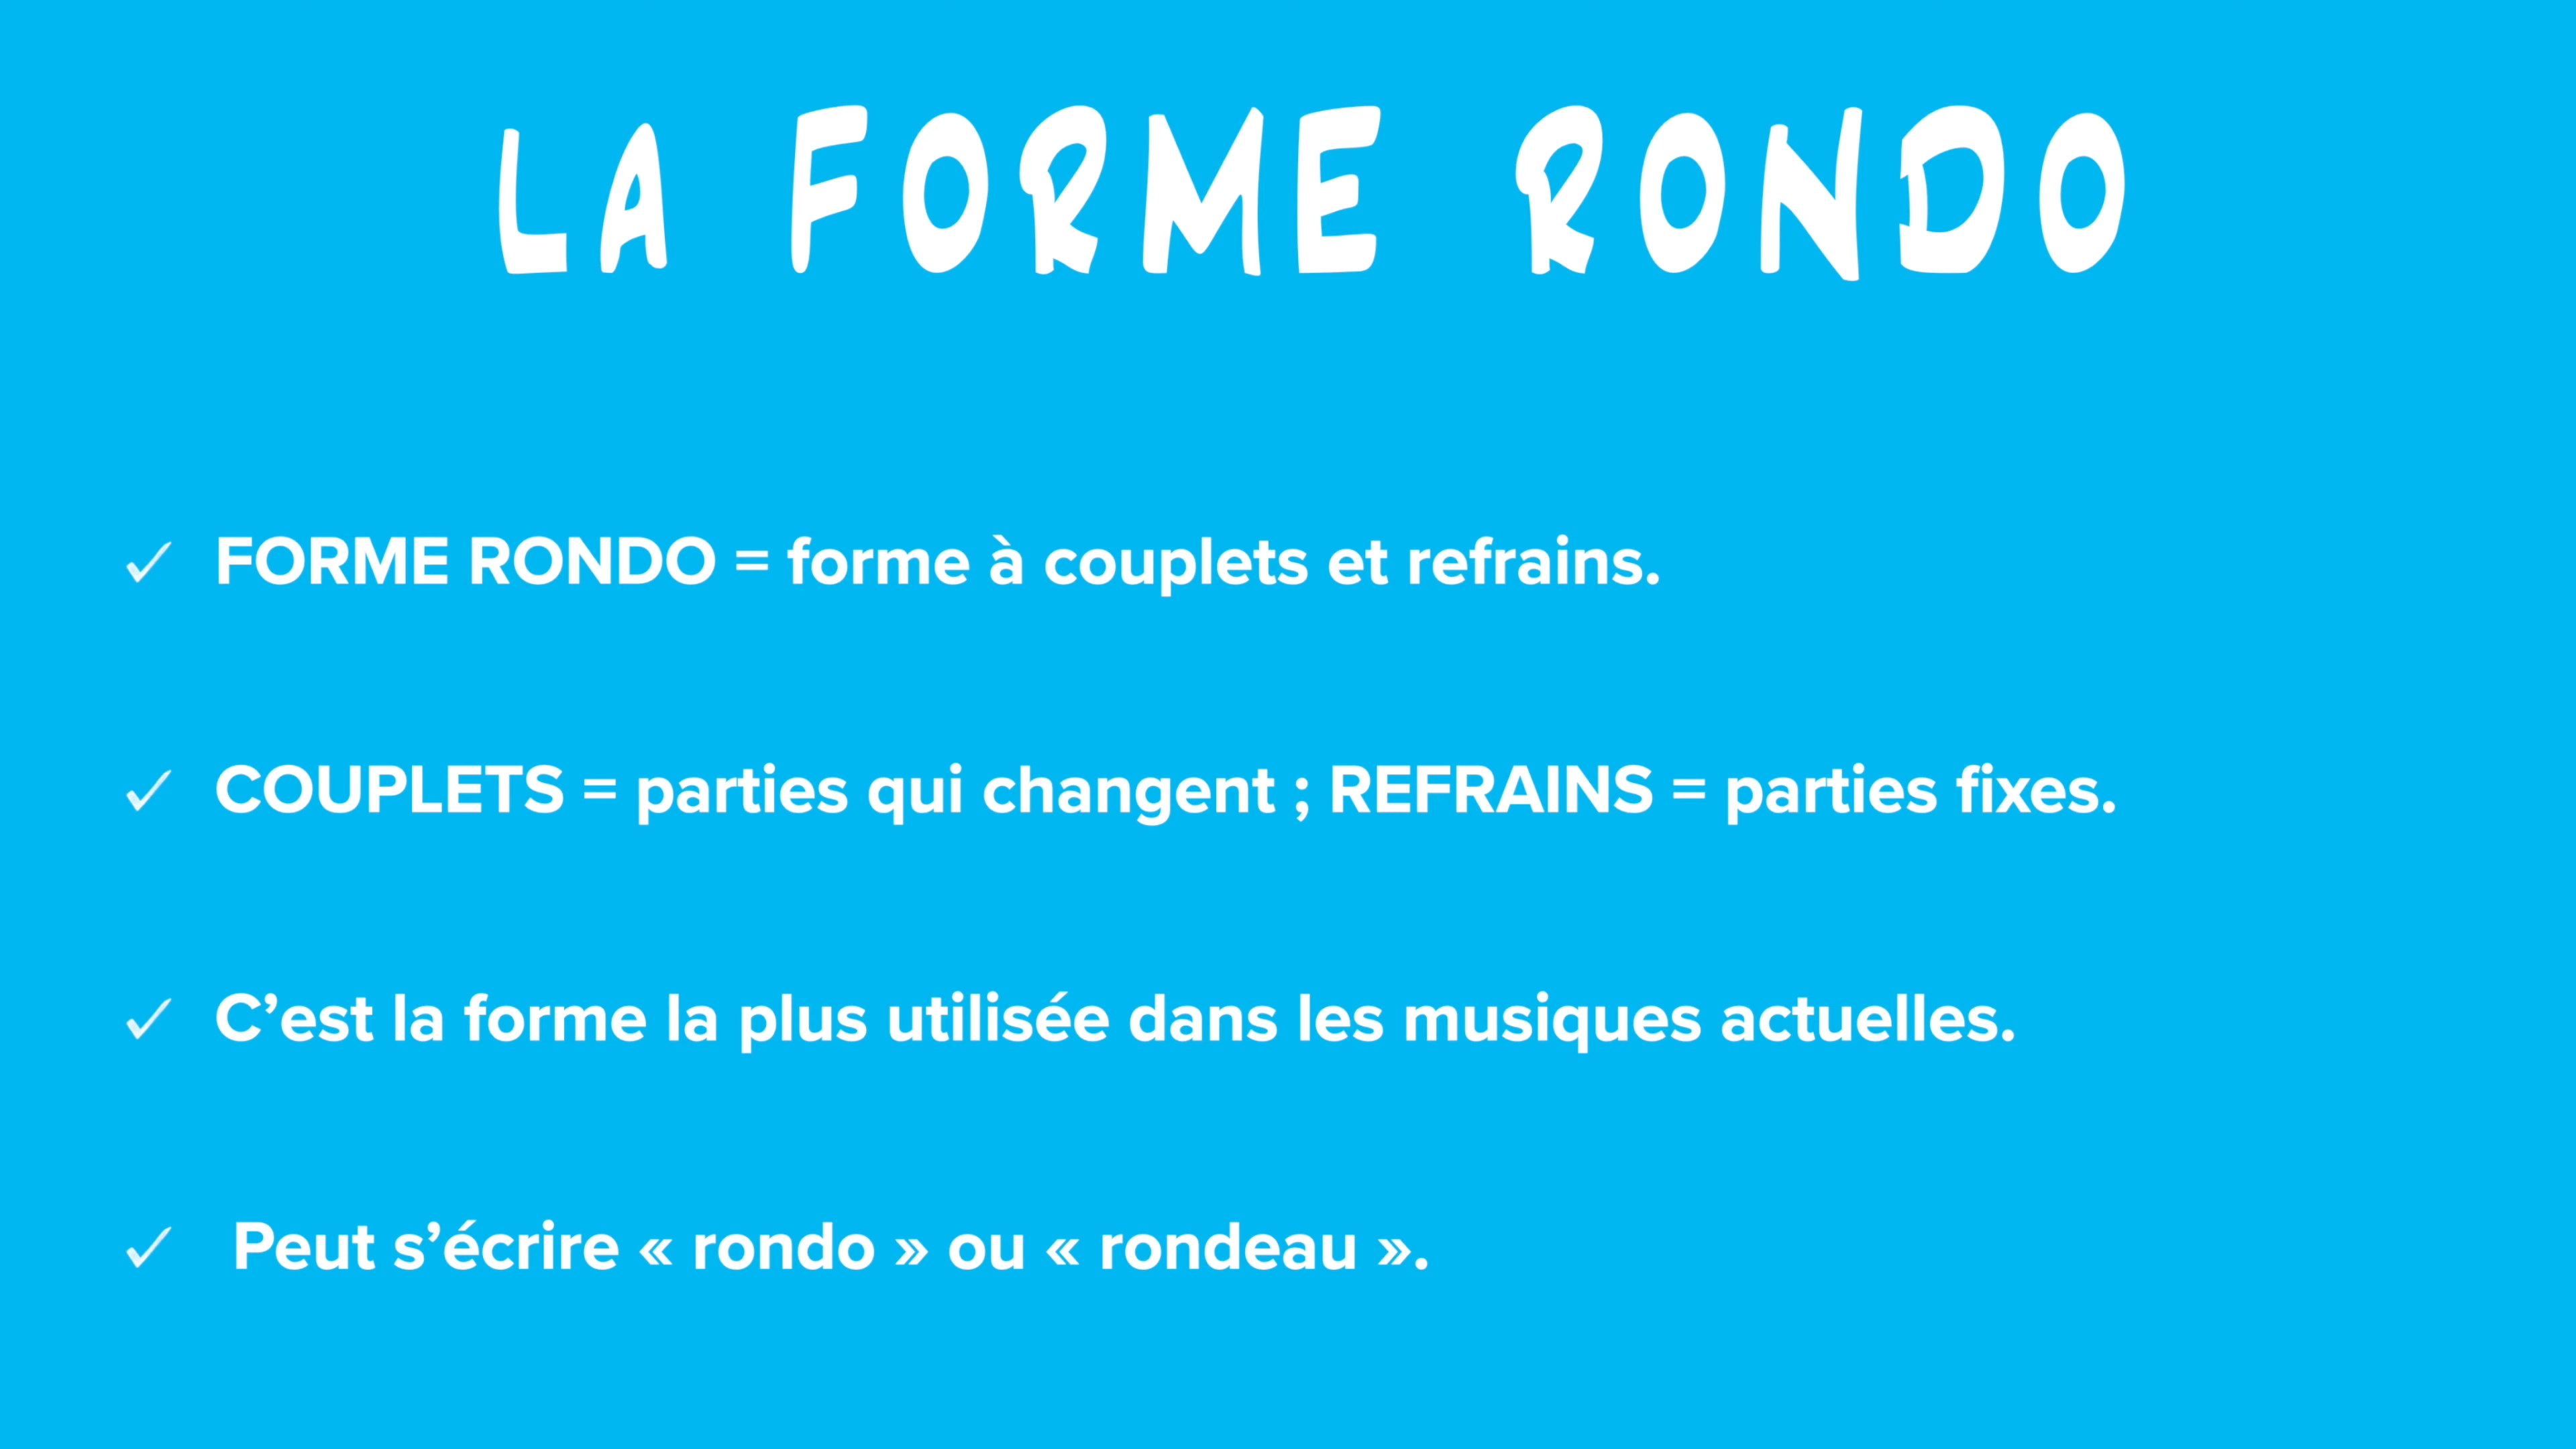 LA FORME RONDO
✓ FORME RONDO = forme à couplets et refrains.
✓ COUPLETS = parties qui changent ; REFRAINS = parties fixes.
✓ C’est la forme la plus utilisée dans les musiques actuelles.
✓ Peut s’écrire « rondo » ou « rondeau ».